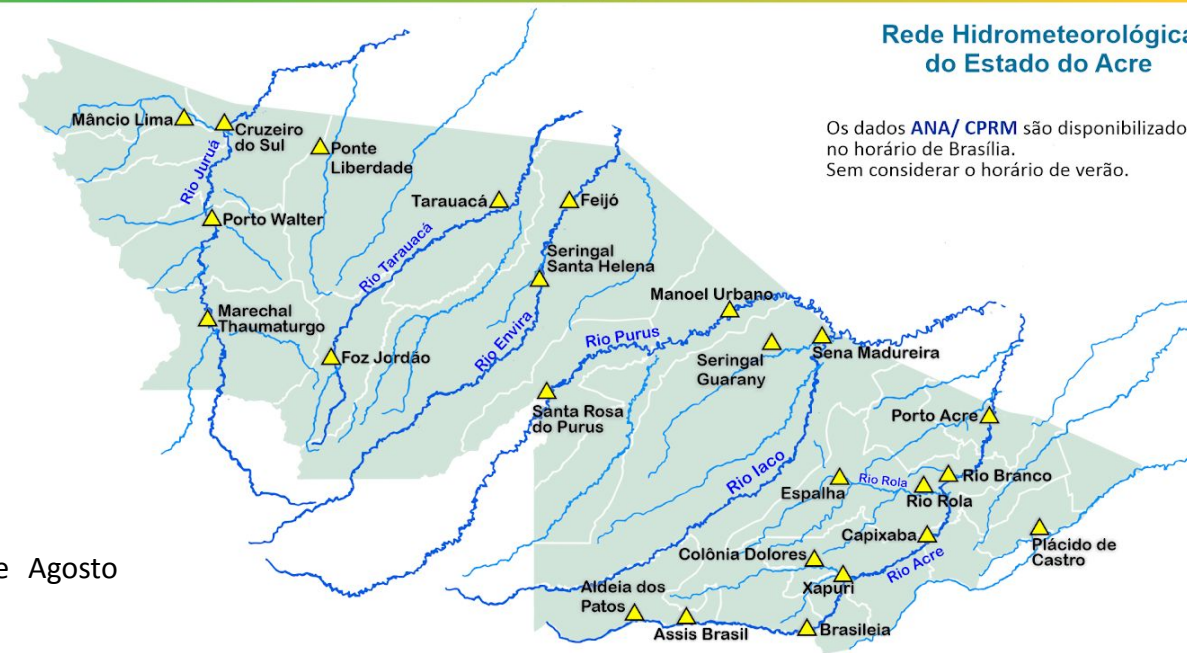 Rede Hidrometeorológica
do Estado do Acre
Os dados ANA/ CPRM são disponibilizado
no horário de Brasília.
Sem considerar o horário de verão.
Mâncio Lima
Cruzeiro
do Sul
Ponte
Liberdade
Rio Juruá
Porto Walter
Tarauacá
Feijó
Rio Tarauacá
Seringal
Santa Helena
Manoel Urbano
Marechal
Thaumaturgo
Foz Jordão
Rio Envira
Rio Purus
Seringal
Guarany
Sena Madureira
Santa Rosa
do Purus
Porto Acre
Rio Iaco
Espalha
Rio Rola
Rio Rola
Rio Branco
Capixaba
Plácido de
Castro
Colônia Dolores
Xapuri
Rio Acre
Aldeia dos
Patos
Assis Brasil
Brasileia
e Agosto